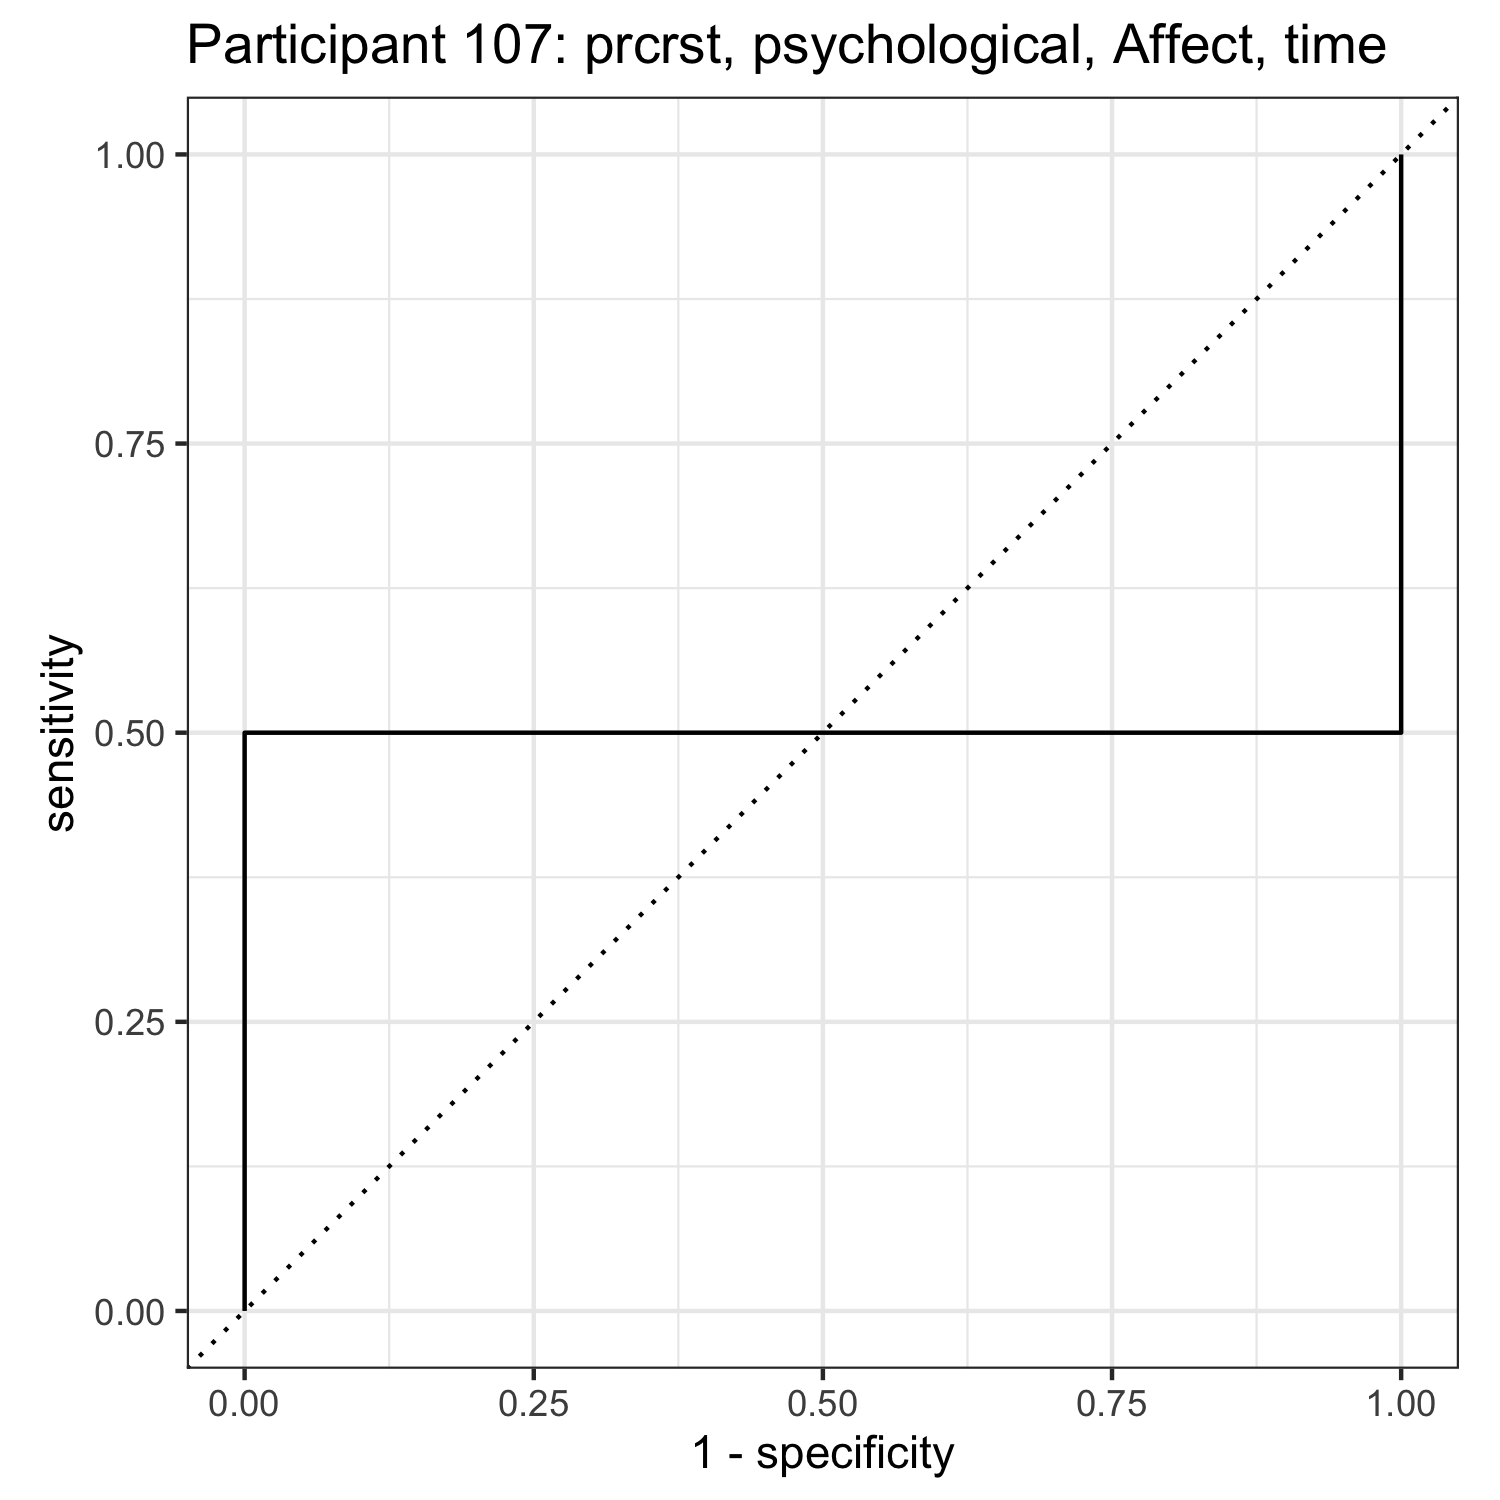 Participant 107: prcrst, psychological, Affect, time
1.00
0.75
0.50
0.25
0.00
sensitivity
0.00 0.25 0.50 0.75 1.00
1 - specificity